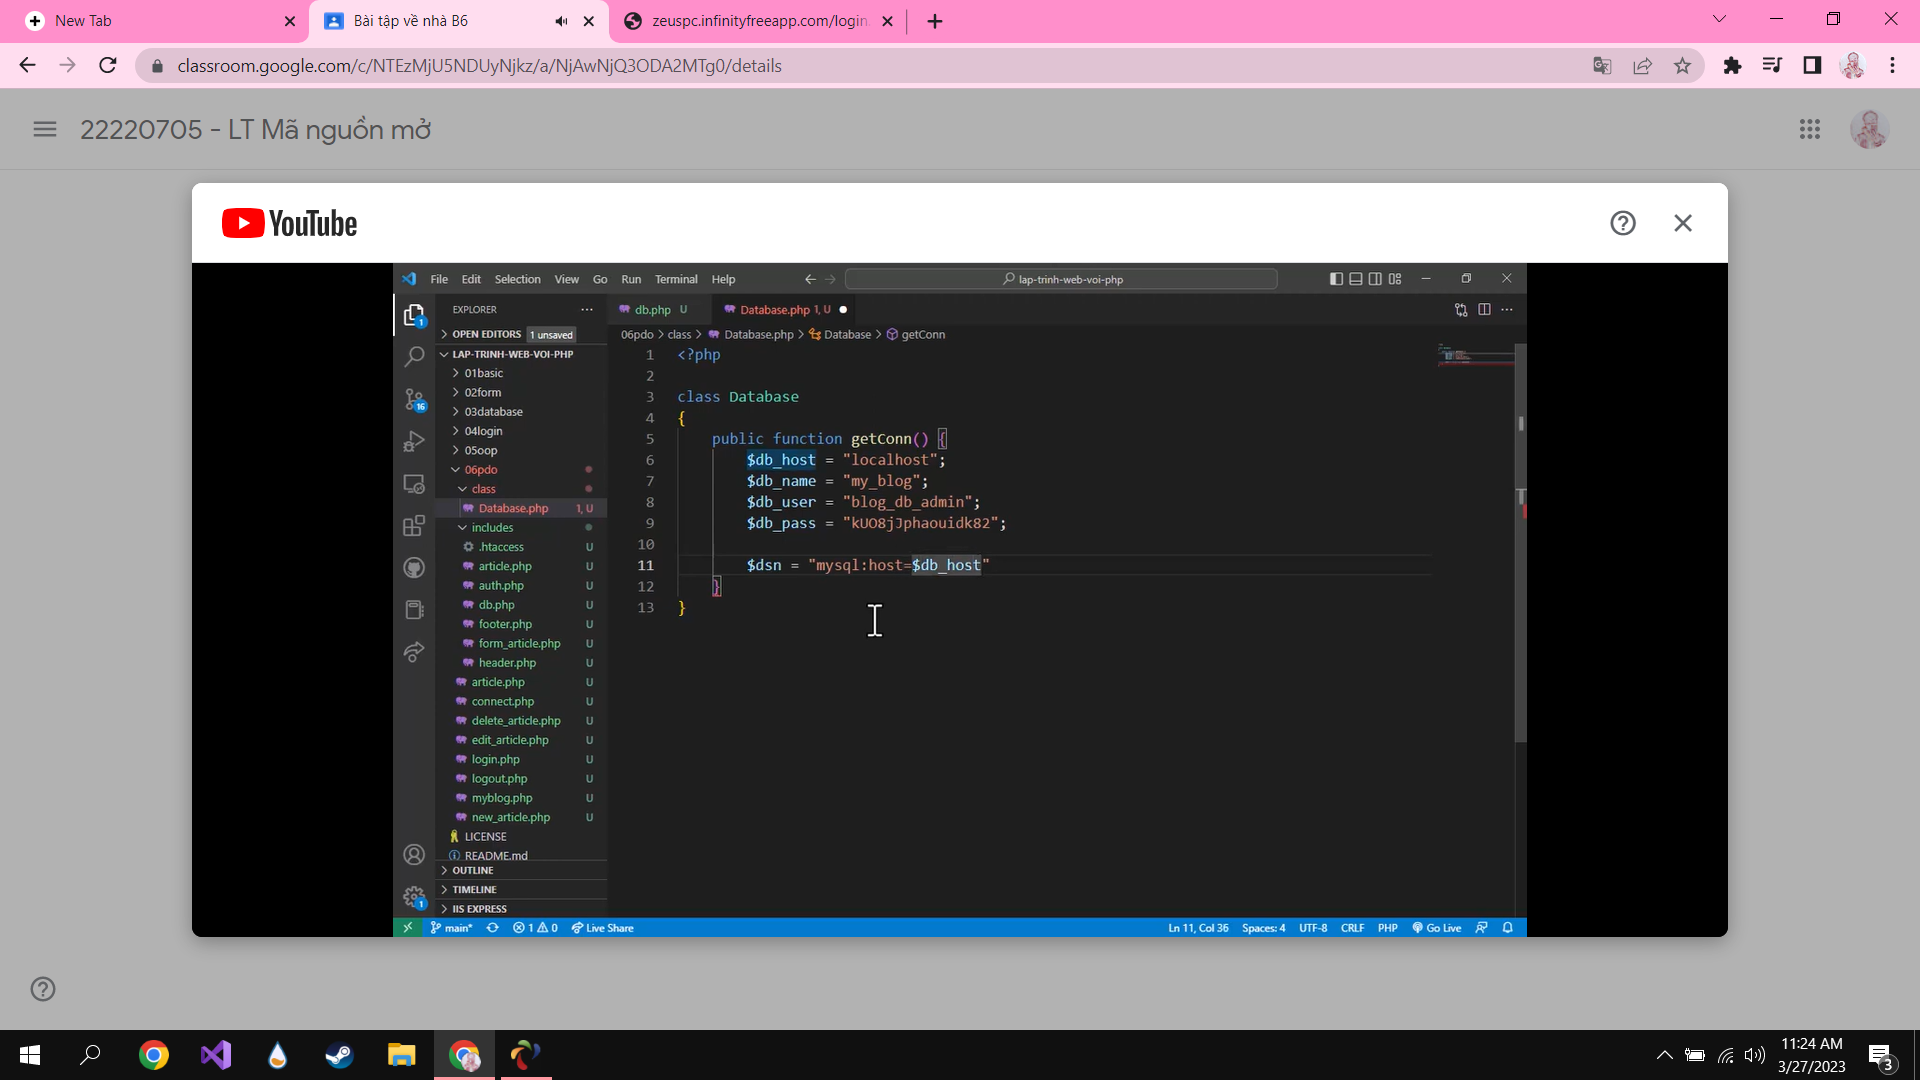 New Tab
Bài tập về nhà B6
zeuspc.infinityfreeapp.com/login
classroom.google.com/c/NTEzMjU5NDUyNjkz/a/NjAwNjQ3ODA2MTg0/details
22220705 - LT Mã nguồn mở
YouTube
File Edit Selection View Go Run Terminal Help
lap-trinh-web-voi-php
EXPLORER
db.php U
Database.php 1, U
OPEN EDITORS 1 unsaved
06pdo > class > Database.php > Database > getConn
LAP-TRINH-WEB-VOI-PHP
01basic
02form
03database
04login
05oop
06pdo
class
Database.php 1, U
includes
.htaccess U
article.php U
auth.php U
db.php U
footer.php U
form_article.php U
header.php U
article.php U
connect.php U
delete_article.php U
edit_article.php U
login.php U
logout.php U
myblog.php U
new_article.php U
LICENSE
README.md
OUTLINE
TIMELINE
IIS EXPRESS
1 <?php
2
3 class Database
4 {
5 public function getConn() {
6 $db_host = "localhost";
7 $db_name = "my_blog";
8 $db_user = "blog_db_admin";
9 $db_pass = "kUO8jJphaouidk82";
10
11 $dsn = "mysql:host=$db_host"
12 }
13 }
1
16
1
main* 1 0 Live Share
Ln 11, Col 36 Spaces: 4 UTF-8 CRLF PHP Go Live
11:24 AM
3/27/2023
3